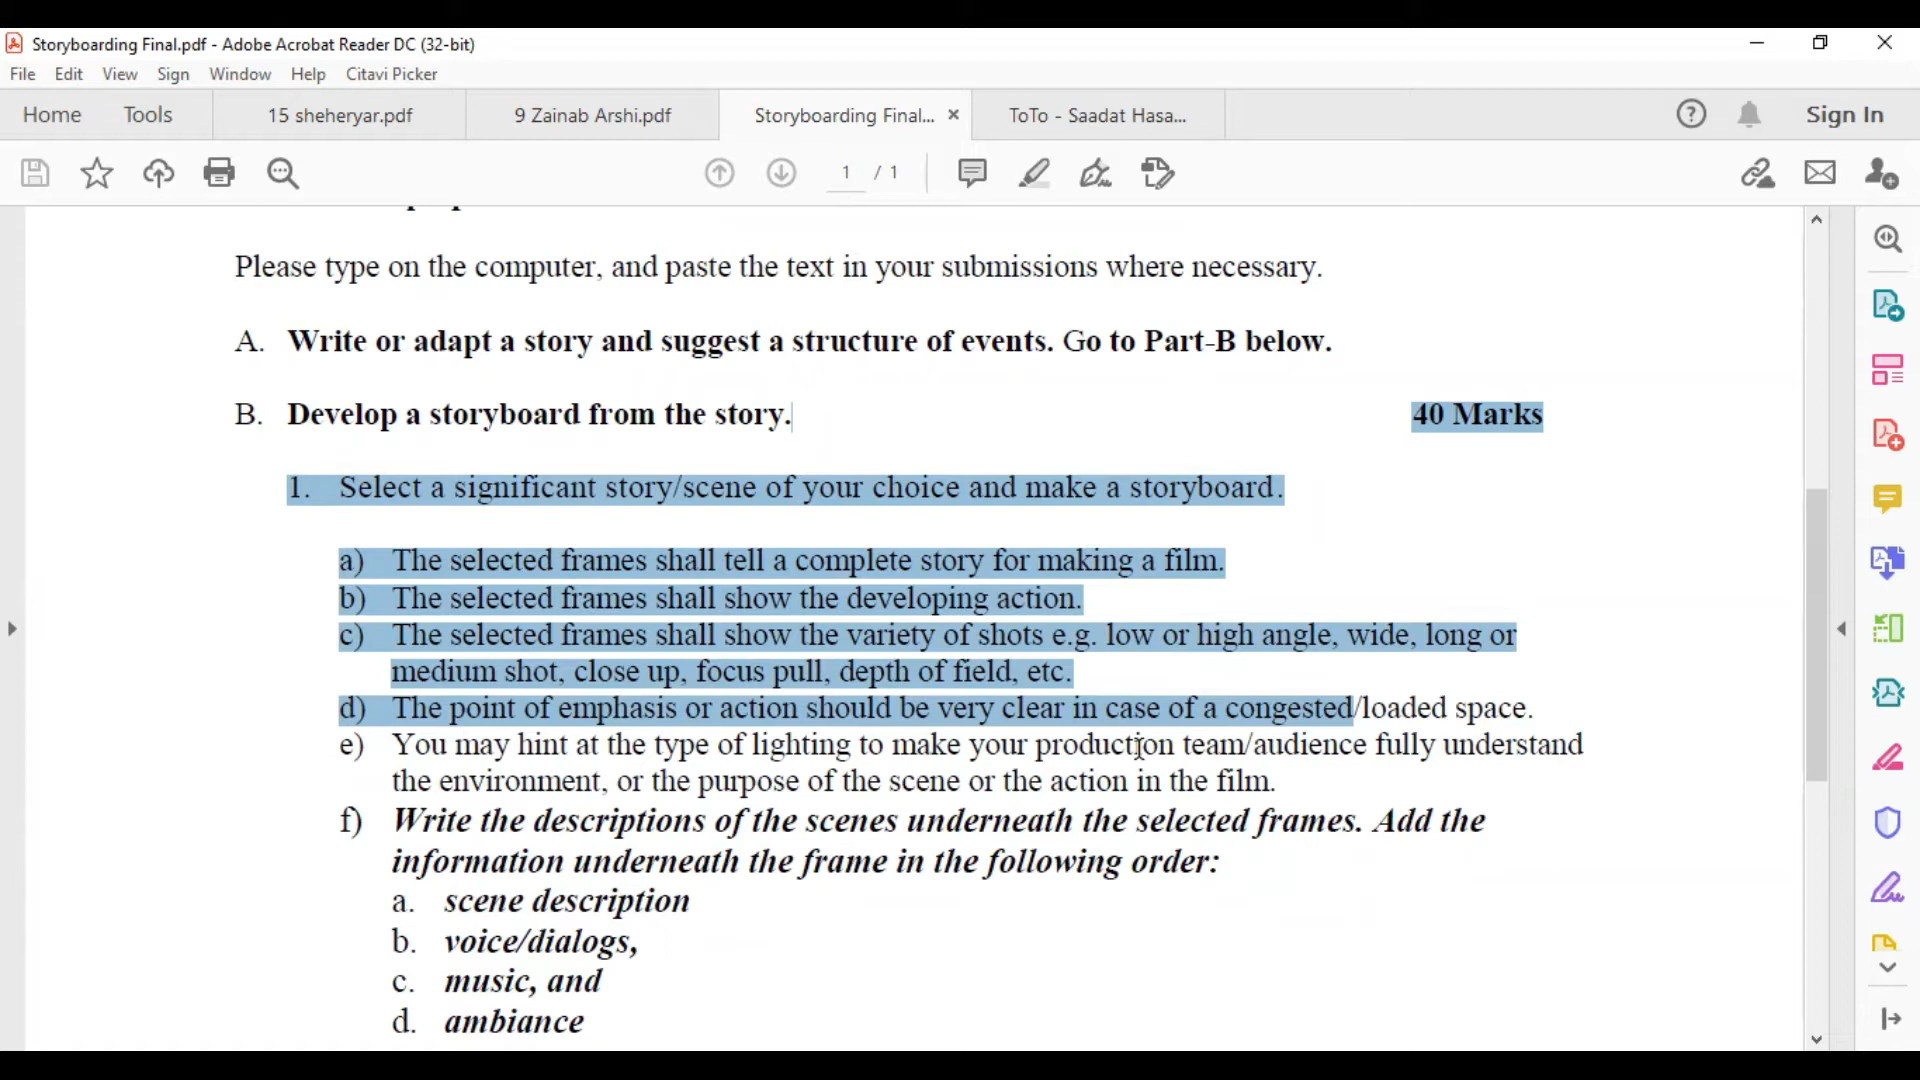 Storyboarding Final.pdf - Adobe Acrobat Reader DC (32-bit)
File Edit View Sign Window Help Citavi Picker
Home Tools 15 sheheryar.pdf 9 Zainab Arshi.pdf Storyboarding Final... ToTo - Saadat Hasa... Sign In
1 / 1
Please type on the computer, and paste the text in your submissions where necessary.
A. Write or adapt a story and suggest a structure of events. Go to Part-B below.
B. Develop a storyboard from the story. 40 Marks
1. Select a significant story/scene of your choice and make a storyboard.
a) The selected frames shall tell a complete story for making a film.
b) The selected frames shall show the developing action.
c) The selected frames shall show the variety of shots e.g. low or high angle, wide, long or
medium shot, close up, focus pull, depth of field, etc.
d) The point of emphasis or action should be very clear in case of a congested/loaded space.
e) You may hint at the type of lighting to make your production team/audience fully understand
the environment, or the purpose of the scene or the action in the film.
f) Write the descriptions of the scenes underneath the selected frames. Add the
information underneath the frame in the following order:
a. scene description
b. voice/dialogs,
c. music, and
d. ambiance